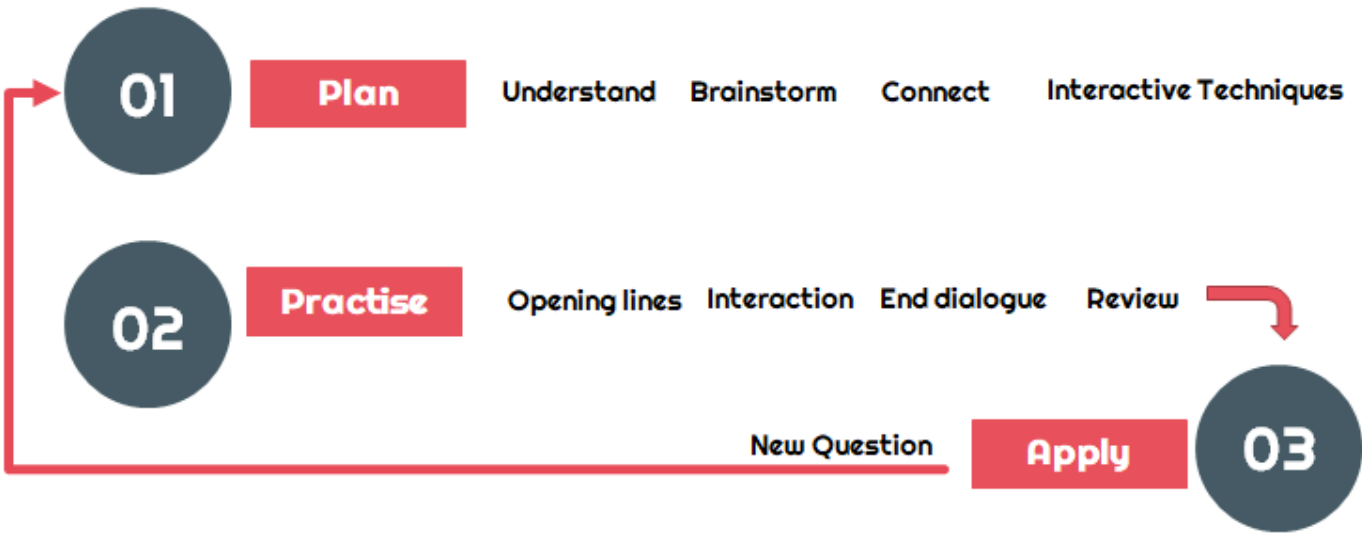 01 Plan Understand Brainstorm Connect Interactive Techniques
02 Practise Opening lines Interaction End dialogue Review
New Question Apply 03